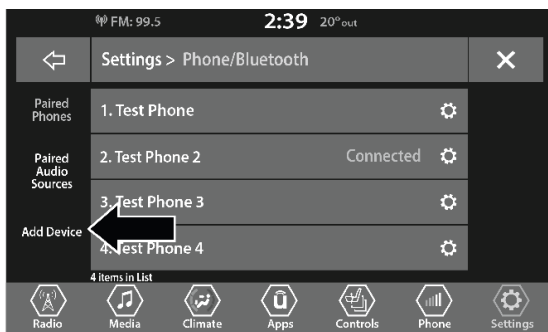 FM: 99.5 2:39 20° out
Settings > Phone/Bluetooth
Paired
Phones
1. Test Phone
Paired
Audio
Sources
2. Test Phone 2 Connected
3. Test Phone 3
Add Device
4. Test Phone 4
4 items in List
Radio Media Climate Apps Controls Phone Settings